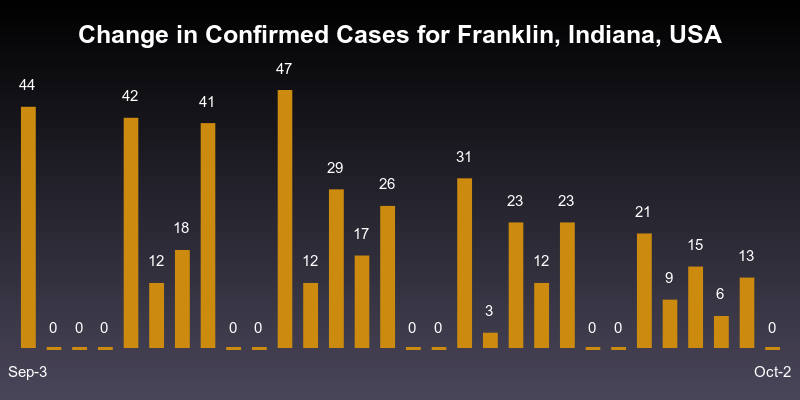 Change in Confirmed Cases for Franklin, Indiana, USA
44 0 0 0 42 12 18 41 0 0 47 12 29 17 26 0 0 31 3 23 12 23 0 0 21 9 15 6 13 0
Sep-3 Oct-2